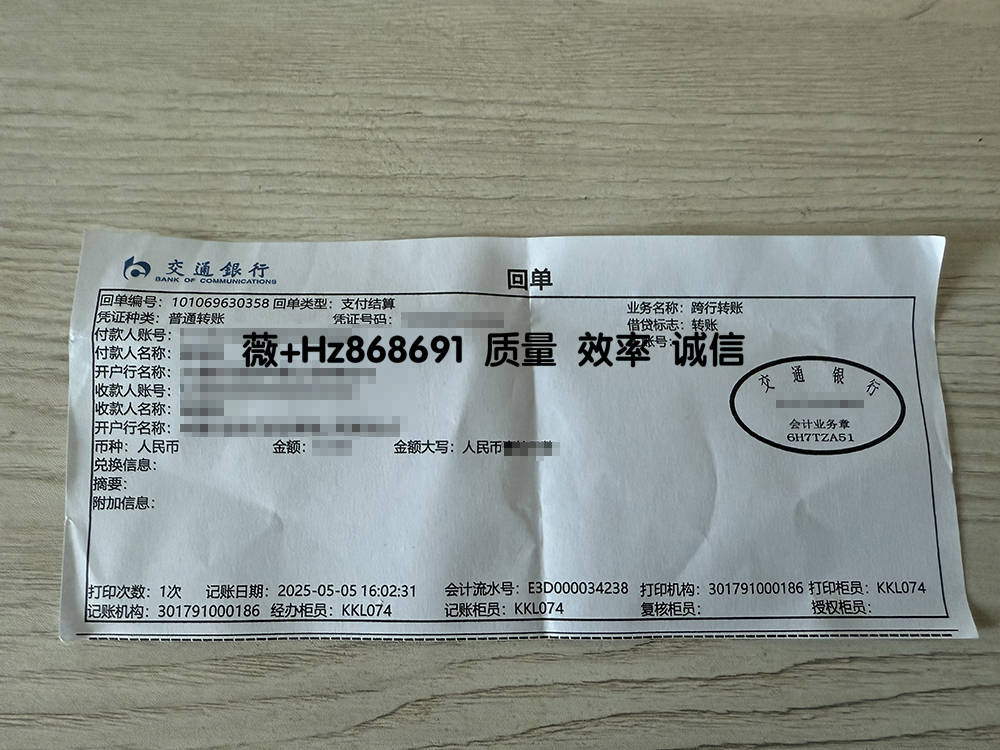 交通銀行
BANK OF COMMUNICATIONS
回单
回单编号：101069630358 回单类型：支付结算
业务名称：跨行转账
凭证种类：普通转账 凭证号码：
借贷标志：转账
付款人账号：
账号：
薇+Hz868691 质量 效率 诚信
付款人名称：
开户行名称：
收款人账号：
收款人名称：
开户行名称：
交通银行
会计业务章
6H7TZA51
币种：人民币 金额： 金额大写：人民币
兑换信息：
摘要：
附加信息：
打印次数：1次 记账日期：2025-05-05 16:02:31 会计流水号：E3D000034238 打印机构：301791000186 打印柜员：KKL074
记账机构：301791000186 经办柜员：KKL074 记账柜员：KKL074 复核柜员： 授权柜员：